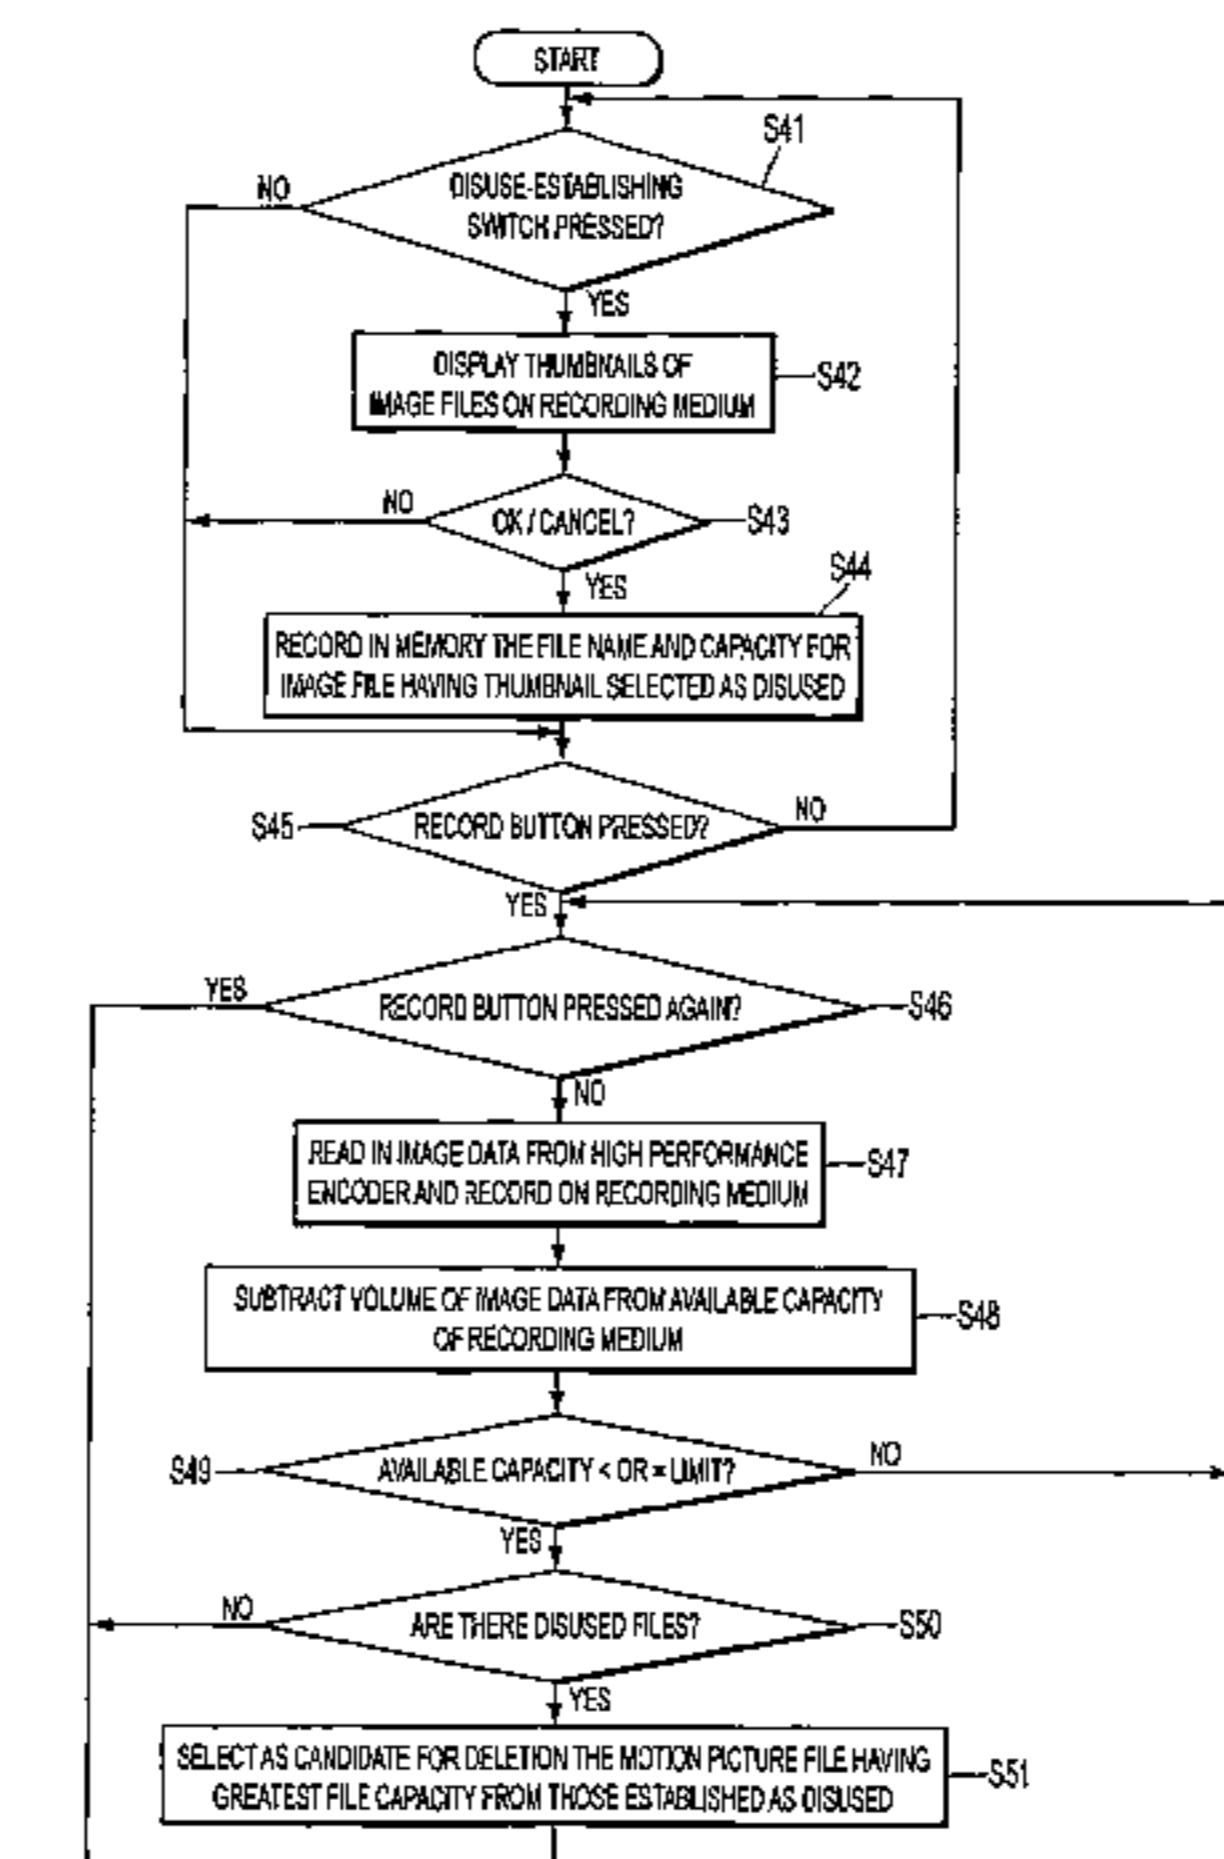 START
S41
NO
DISUSE-ESTABLISHING
SWITCH PRESSED?
YES
DISPLAY THUMBNAILS OF
IMAGE FILES ON RECORDING MEDIUM
S42
NO
OK / CANCEL?
S43
YES
S44
RECORD IN MEMORY THE FILE NAME AND CAPACITY FOR
IMAGE FILE HAVING THUMBNAIL SELECTED AS DISUSED
S45
RECORD BUTTON PRESSED?
NO
YES
YES
RECORD BUTTON PRESSED AGAIN?
S46
NO
READ IN IMAGE DATA FROM HIGH PERFORMANCE
ENCODER AND RECORD ON RECORDING MEDIUM
S47
SUBTRACT VOLUME OF IMAGE DATA FROM AVAILABLE CAPACITY
OF RECORDING MEDIUM
S48
S49
AVAILABLE CAPACITY < OR = LIMIT?
NO
YES
NO
ARE THERE DISUSED FILES?
S50
YES
SELECT AS CANDIDATE FOR DELETION THE MOTION PICTURE FILE HAVING
GREATEST FILE CAPACITY FROM THOSE ESTABLISHED AS DISUSED
S51